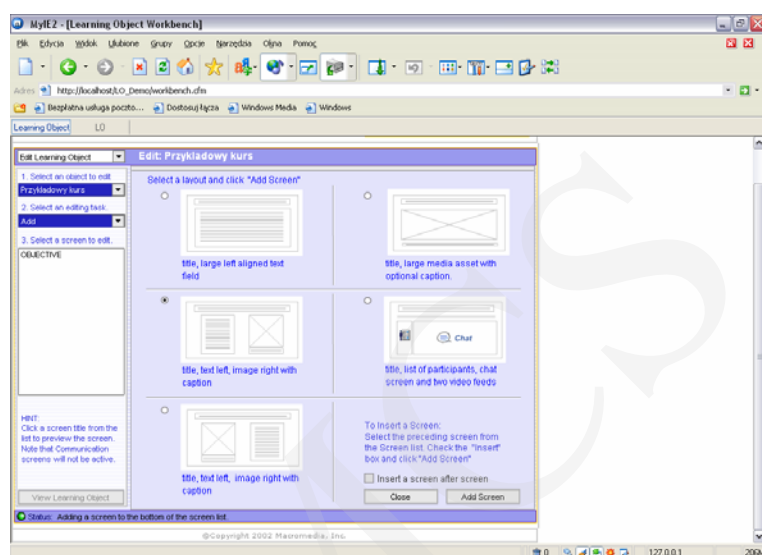 MyIE2 - [Learning Object Workbench]
Plik Edycja Widok Ulubione Grupy Opcje Narzędzia Okna Pomoc
Adres http://localhost/LO_Demo/workbench.cfm
Bezpłatna usługa poczto... Dostosuj łącza Windows Media Windows
Learning Object LO
Edit Learning Object
Edit: Przykladowy kurs
1. Select an object to edit
Przykladowy kurs
2. Select an editing task.
Add
3. Select a screen to edit.
OBJECTIVE
HINT:
Click a screen title from the
list to preview the screen.
Note that Communication
screens will not be active.
View Learning Object
Select a layout and click "Add Screen"
title, large left aligned text
field
title, large media asset with
optional caption.
title, text left, image right with
caption
Chat
title, list of participants, chat
screen and two video feeds
title, text left, image right with
caption
To Insert a Screen:
Select the preceding screen from
the Screen list. Check the "Insert"
box and click "Add Screen"
Insert a screen after screen
Close Add Screen
Status: Adding a screen to the bottom of the screen list.
©Copyright 2002 Macromedia, Inc.
0 127.0.0.1